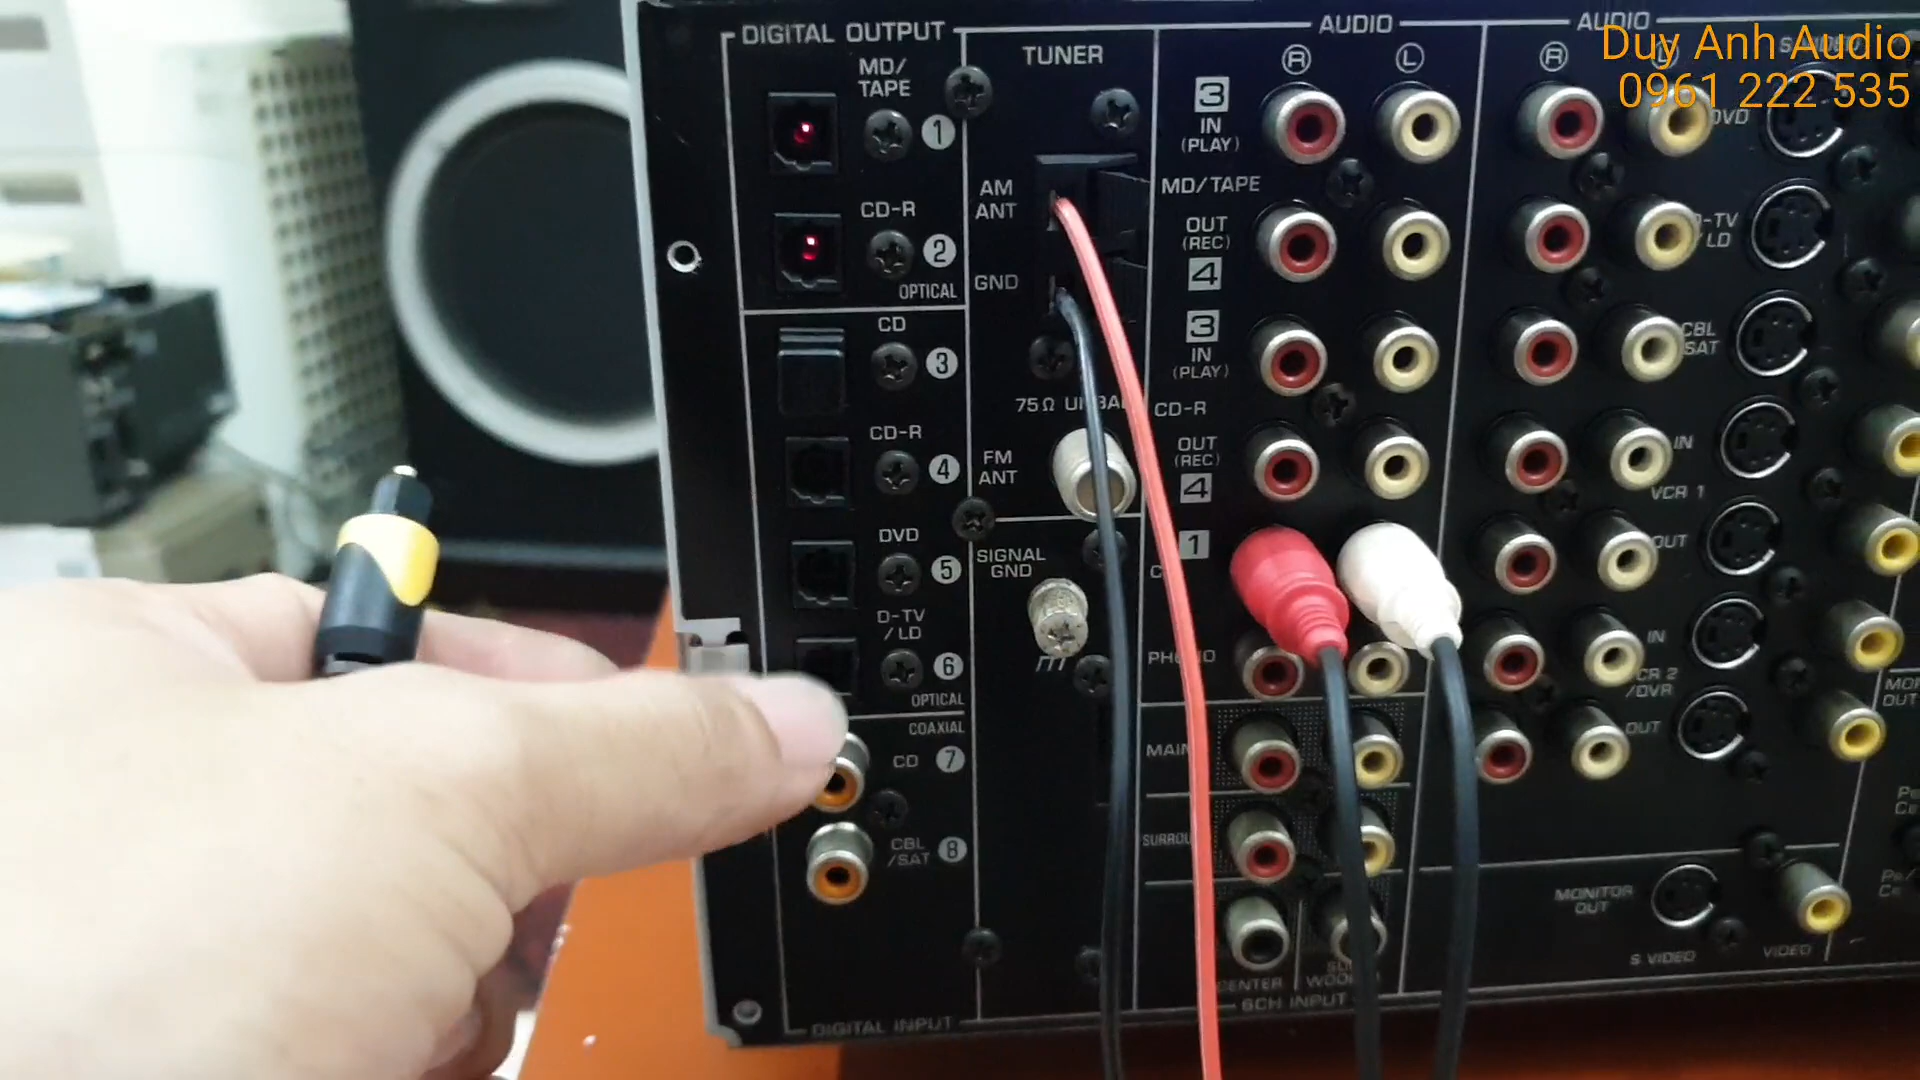 Duy Anh Audio
0961 222 535
DIGITAL OUTPUT
MD/
TAPE
1
CD-R
2
OPTICAL
CD
3
CD-R
4
DVD
5
D-TV
/LD
6
OPTICAL
COAXIAL
CD
7
CBL
/SAT
8
DIGITAL INPUT
TUNER
AM
ANT
GND
75Ω
FM
ANT
SIGNAL
GND
AUDIO
R
L
3
IN
(PLAY)
MD/TAPE
OUT
(REC)
4
3
IN
(PLAY)
CD-R
OUT
(REC)
4
1
MAIN
CENTER
6CH INPUT
AUDIO
R
L
DVD
CBL
SAT
IN
VCR 1
OUT
IN
/DVR
OUT
MONITOR
OUT
S VIDEO
VIDEO